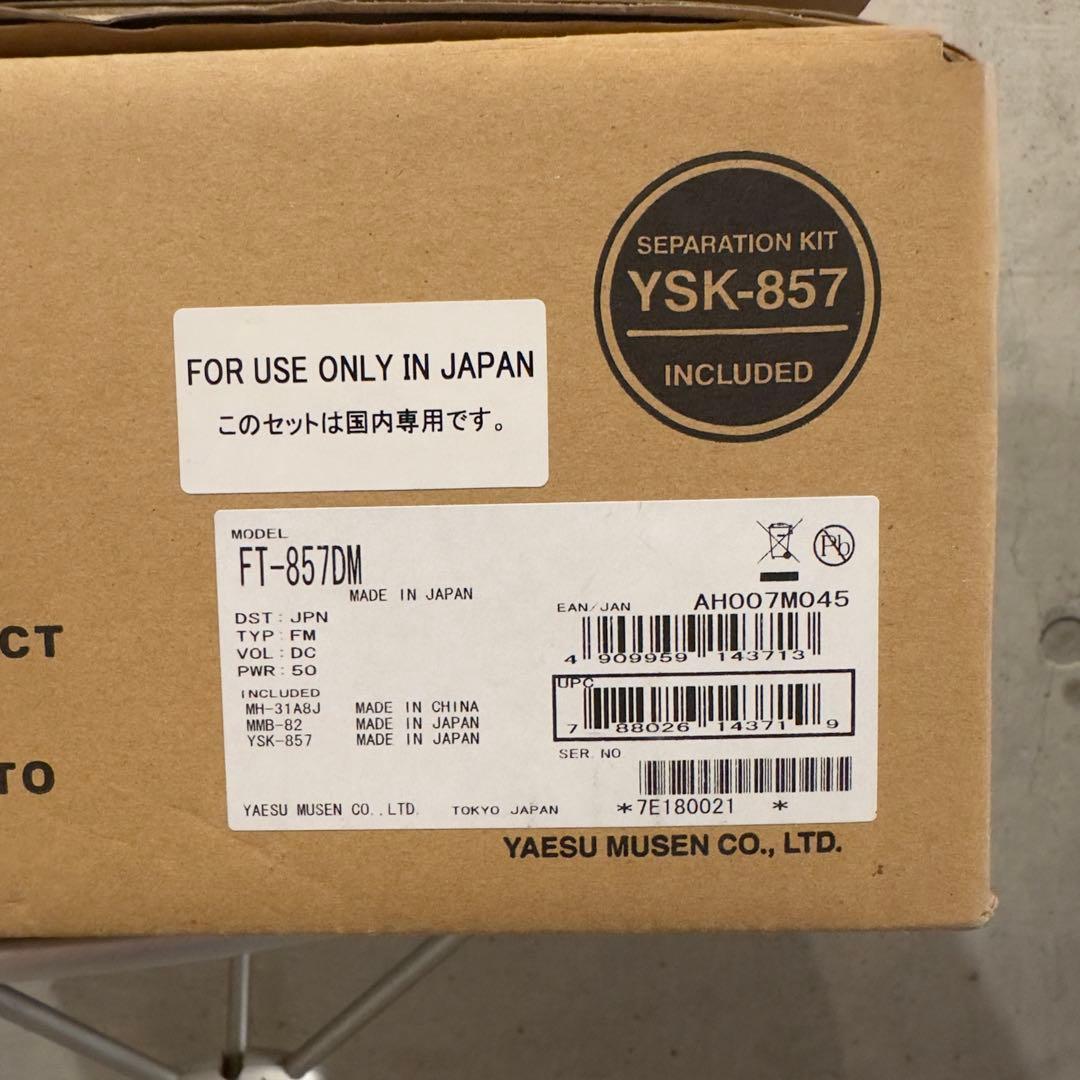 SEPARATION KIT
YSK-857
INCLUDED
FOR USE ONLY IN JAPAN
このセットは国内専用です。
MODEL
FT-857DM
MADE IN JAPAN
DST : JPN
TYP : FM
VOL : DC
PWR : 50
INCLUDED
MH-31A8J MADE IN CHINA
MMB-82 MADE IN JAPAN
YSK-857 MADE IN JAPAN
YAESU MUSEN CO.,LTD. TOKYO JAPAN
Pb
EAN/JAN AH007M045
4 909959 143713
UPC
7 88026 14371 9
SER. NO
*7E180021 *
CT
TO
YAESU MUSEN CO., LTD.